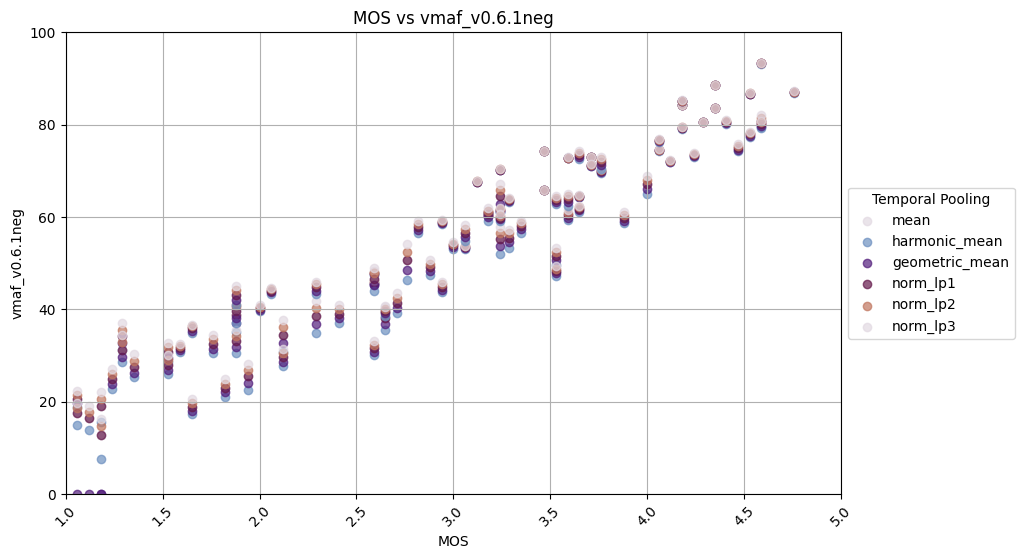 MOS vs vmaf_v0.6.1neg
100
80
60
40
20
0
vmaf_v0.6.1neg
1.0
1.5
2.0
2.5
3.0
3.5
4.0
4.5
5.0
MOS
Temporal Pooling
mean
harmonic_mean
geometric_mean
norm_lp1
norm_lp2
norm_lp3